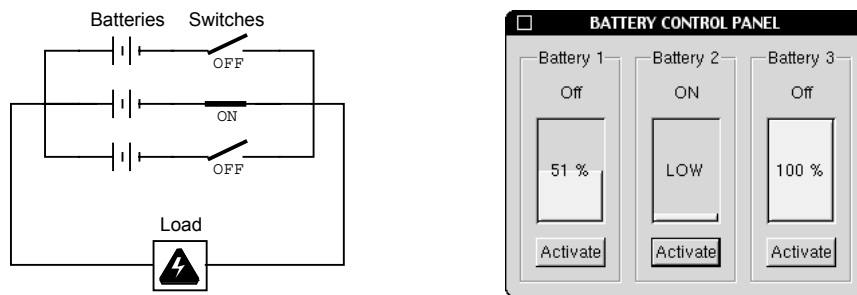 Batteries Switches
OFF
ON
OFF
Load
BATTERY CONTROL PANEL
Battery 1 Battery 2 Battery 3
Off ON Off
51 % LOW 100 %
Activate Activate Activate